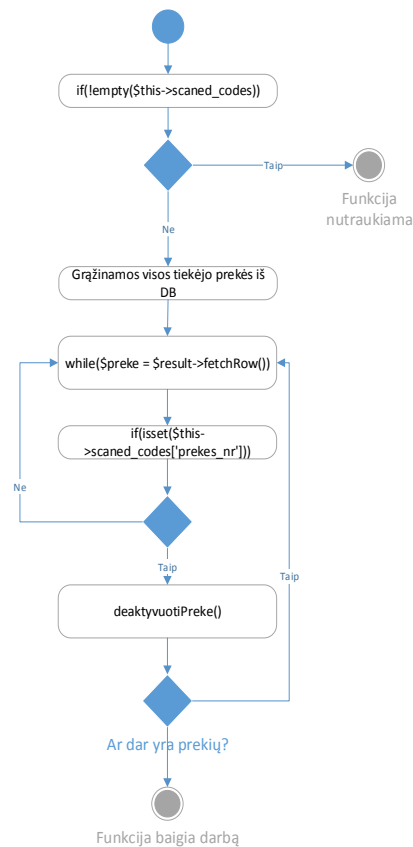 if(!empty($this->scaned_codes))
Taip
Funkcija
nutraukiama
Ne
Grąžinamos visos tiekėjo prekės iš
DB
while($preke = $result->fetchRow())
if(isset($this-
>scaned_codes['prekes_nr']))
Ne
Taip
Taip
deaktyvuotiPreke()
Ar dar yra prekių?
Funkcija baigia darbą